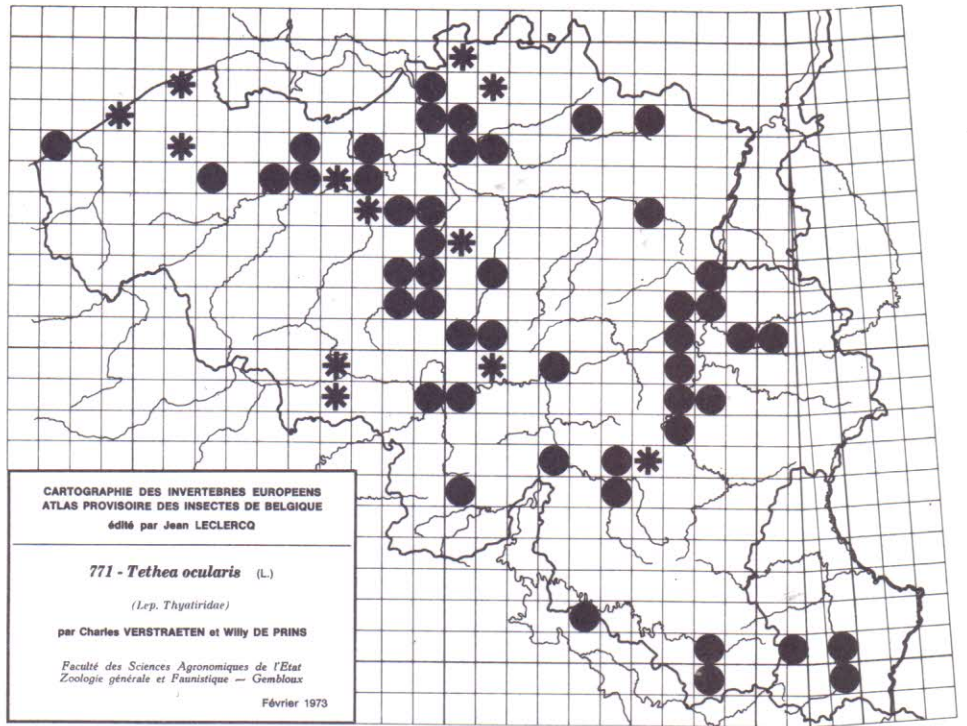 CARTOGRAPHIE DES INVERTEBRES EUROPEENS
ATLAS PROVISOIRE DES INSECTES DE BELGIQUE
édité par Jean LECLERCQ
771 - Tethea ocularis (L.)
(Lep. Thyatiridae)
par Charles VERSTRAETEN et Willy DE PRINS
Faculté des Sciences Agronomiques de l'Etat
Zoologie générale et Faunistique — Gembloux
Février 1973